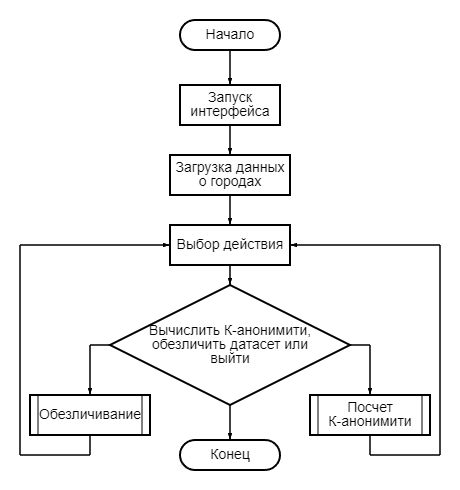 Начало
Запуск
интерфейса
Загрузка данных
о городах
Выбор действия
Вычислить К-анонимити,
обезличить датасет или
выйти
Обезличивание
Посчет
К-анонимити
Конец